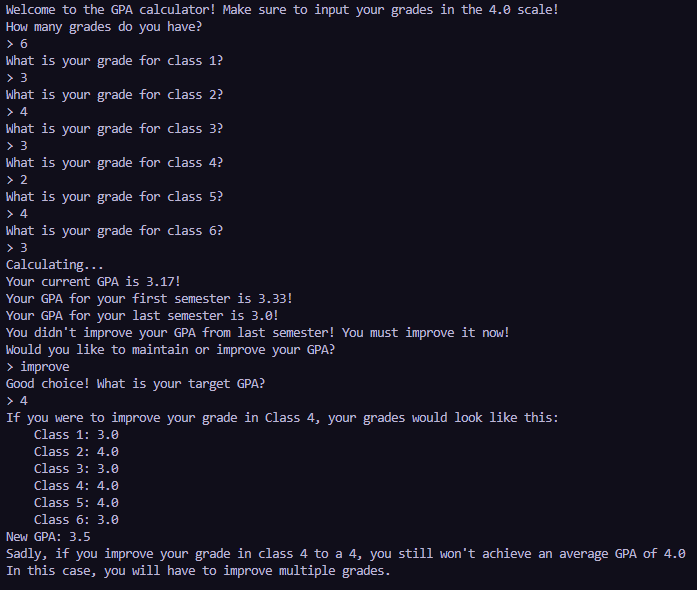 Welcome to the GPA calculator! Make sure to input your grades in the 4.0 scale!
How many grades do you have?
> 6
What is your grade for class 1?
> 3
What is your grade for class 2?
> 4
What is your grade for class 3?
> 3
What is your grade for class 4?
> 2
What is your grade for class 5?
> 4
What is your grade for class 6?
> 3
Calculating...
Your current GPA is 3.17!
Your GPA for your first semester is 3.33!
Your GPA for your last semester is 3.0!
You didn't improve your GPA from last semester! You must improve it now!
Would you like to maintain or improve your GPA?
> improve
Good choice! What is your target GPA?
> 4
If you were to improve your grade in Class 4, your grades would look like this:
    Class 1: 3.0
    Class 2: 4.0
    Class 3: 3.0
    Class 4: 4.0
    Class 5: 4.0
    Class 6: 3.0
New GPA: 3.5
Sadly, if you improve your grade in class 4 to a 4, you still won't achieve an average GPA of 4.0
In this case, you will have to improve multiple grades.